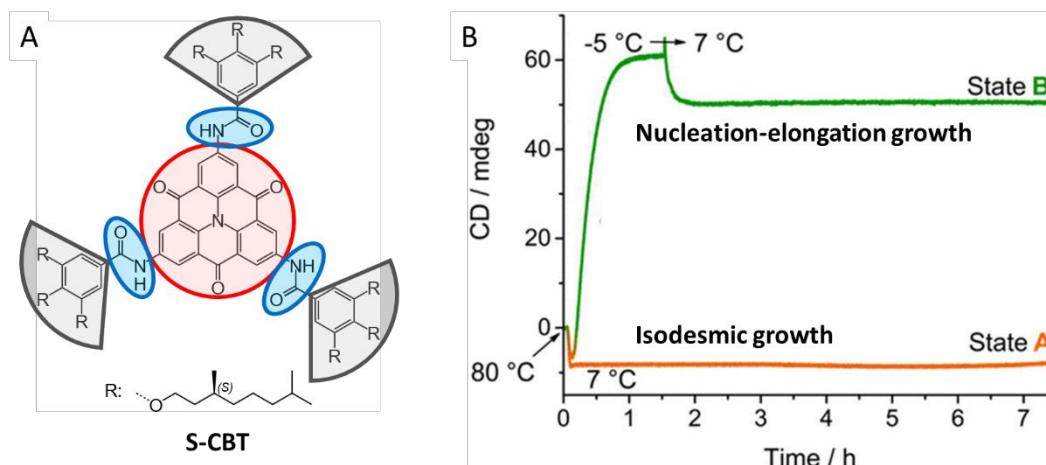 A
R
R
R
HN
O
O
O
N
O
N
H
NH
O
O
R
R
R
R
R
R
R:
O
(S)
S-CBT
B
-5 °C → 7 °C
60
40
20
0
CD / mdeg
State B
Nucleation-elongation growth
Isodesmic growth
State A
80 °C
7 °C
0
1
2
3
4
5
6
7
Time / h